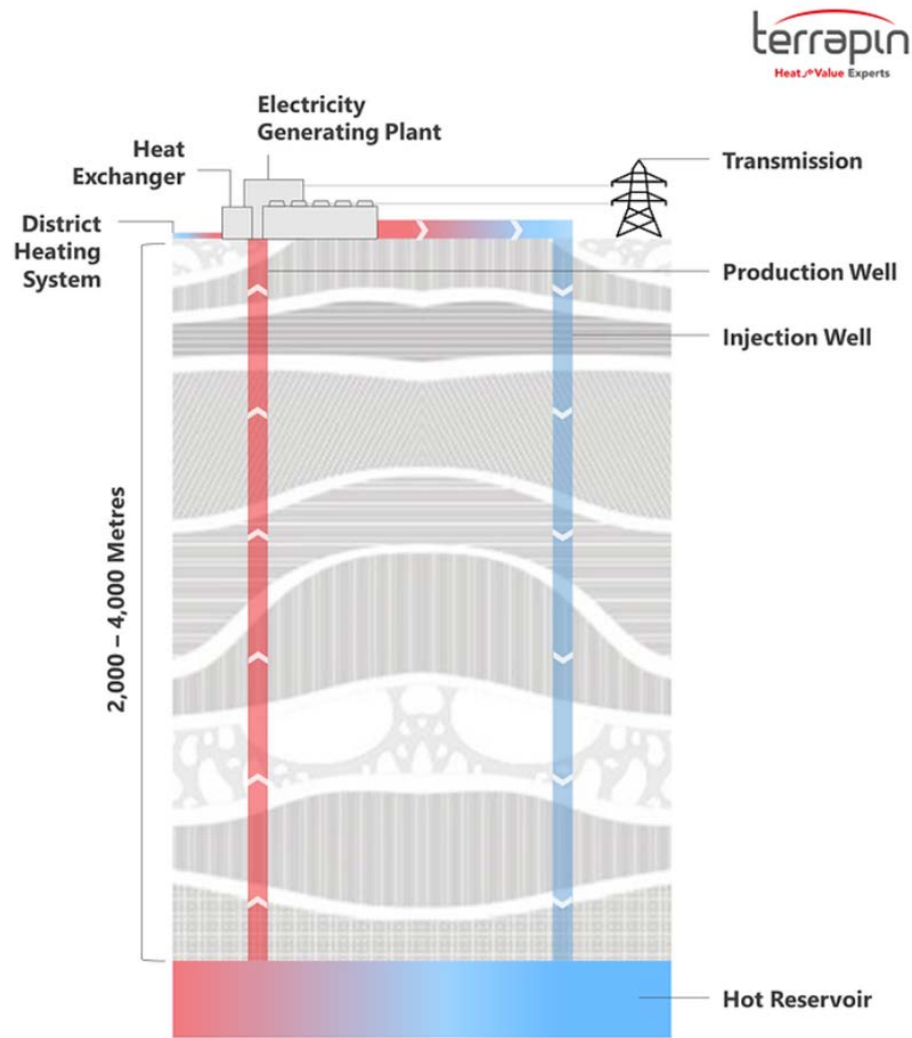 terrapin
Heat Value Experts
Electricity
Generating Plant
Heat
Exchanger
District
Heating
System
Transmission
Production Well
Injection Well
2,000 – 4,000 Metres
Hot Reservoir